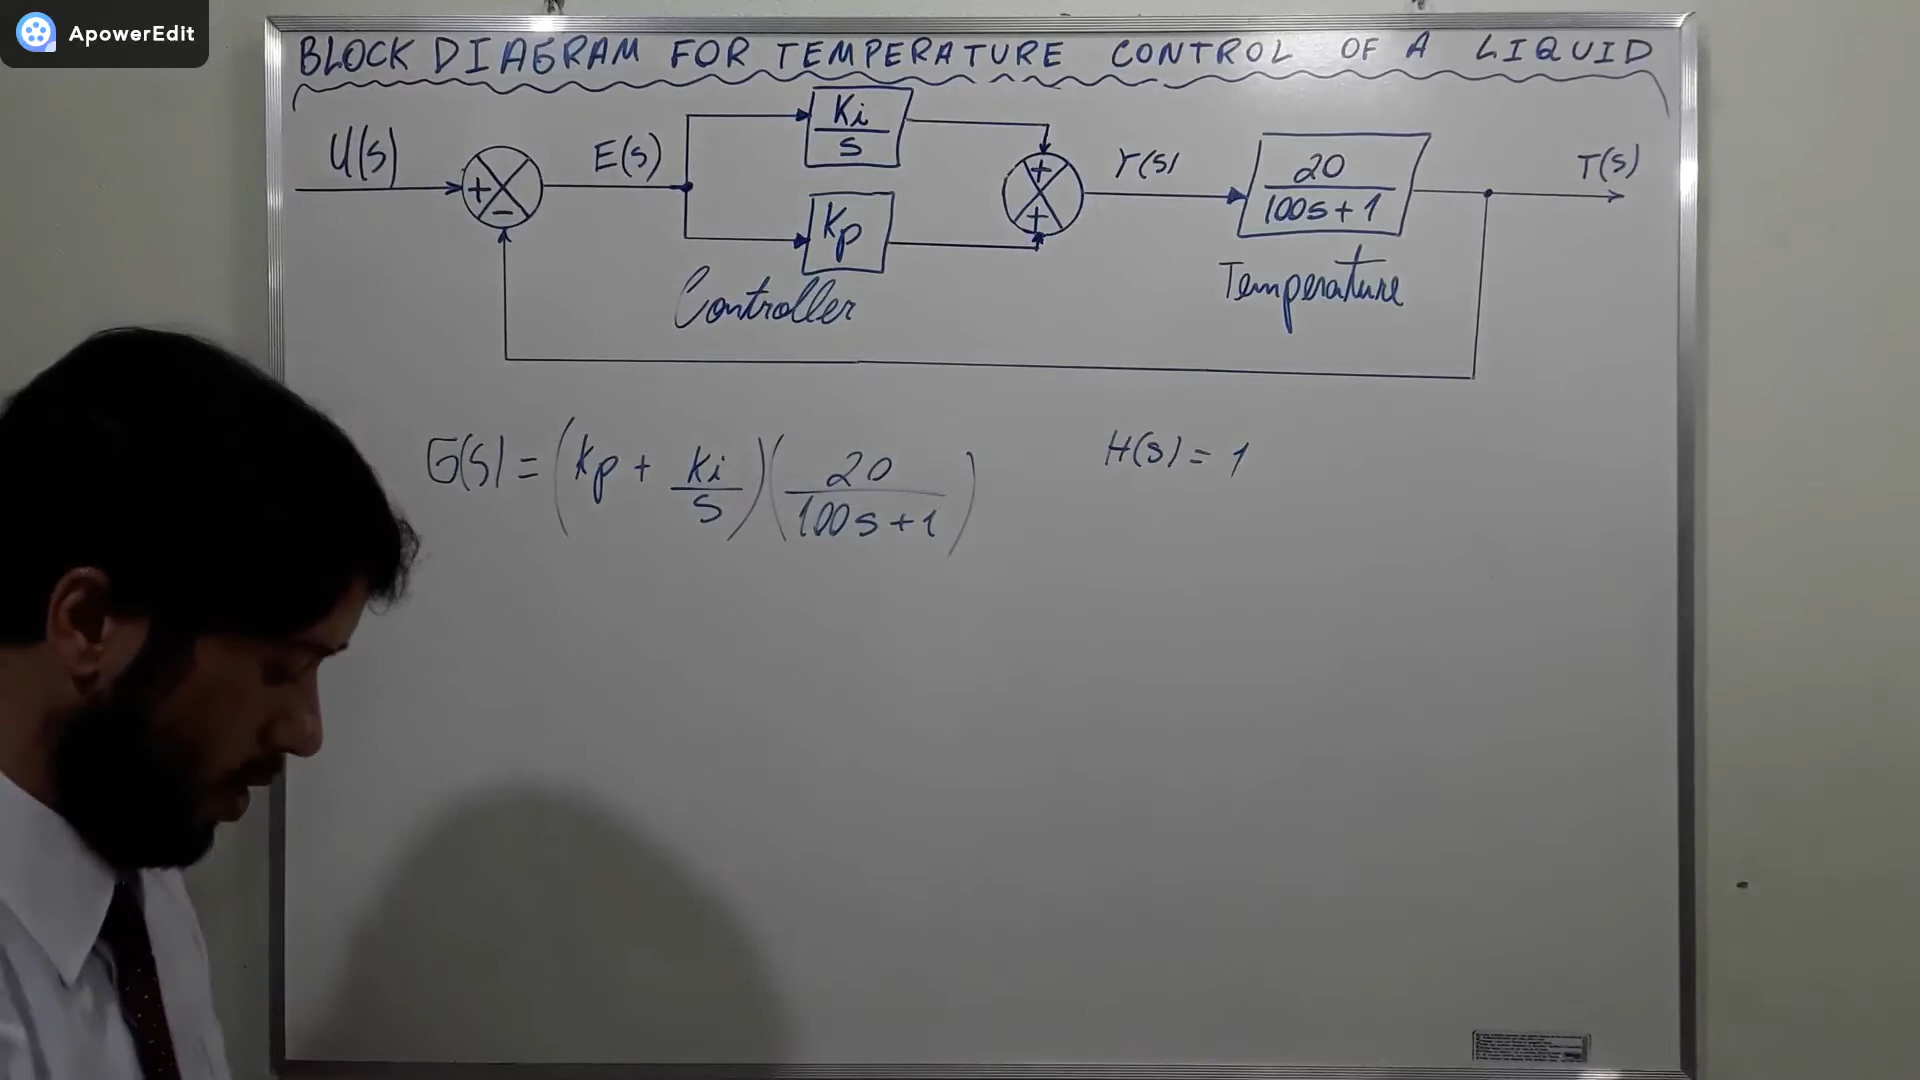 ApowerEdit
BLOCK DIAGRAM FOR TEMPERATURE CONTROL OF A LIQUID
U(s)
+
-
E(s)
Ki
s
Kp
Controller
+
+
Y(s)
20
100s+1
Temperature
T(s)
G(s) = (Kp + Ki/s)(20/100s+1)
H(s) = 1